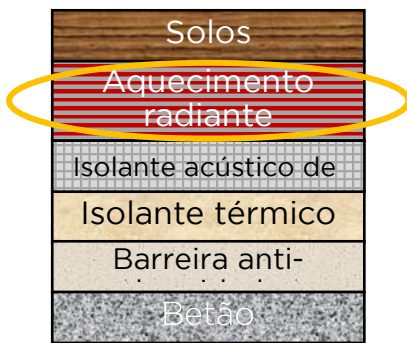 Solos
Aquecimento
radiante
Isolante acústico de
Isolante térmico
Barreira anti-
Betão